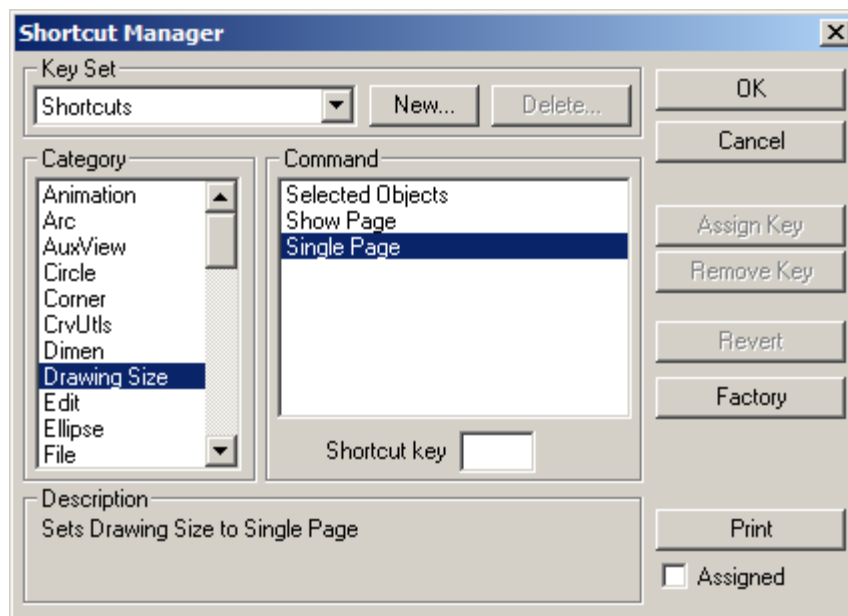 Shortcut Manager
Key Set
Shortcuts
New...
Delete...
OK
Cancel
Category
Animation
Arc
AuxView
Circle
Corner
CrvUtls
Dimen
Drawing Size
Edit
Ellipse
File
Command
Selected Objects
Show Page
Single Page
Shortcut key
Assign Key
Remove Key
Revert
Factory
Description
Sets Drawing Size to Single Page
Print
Assigned